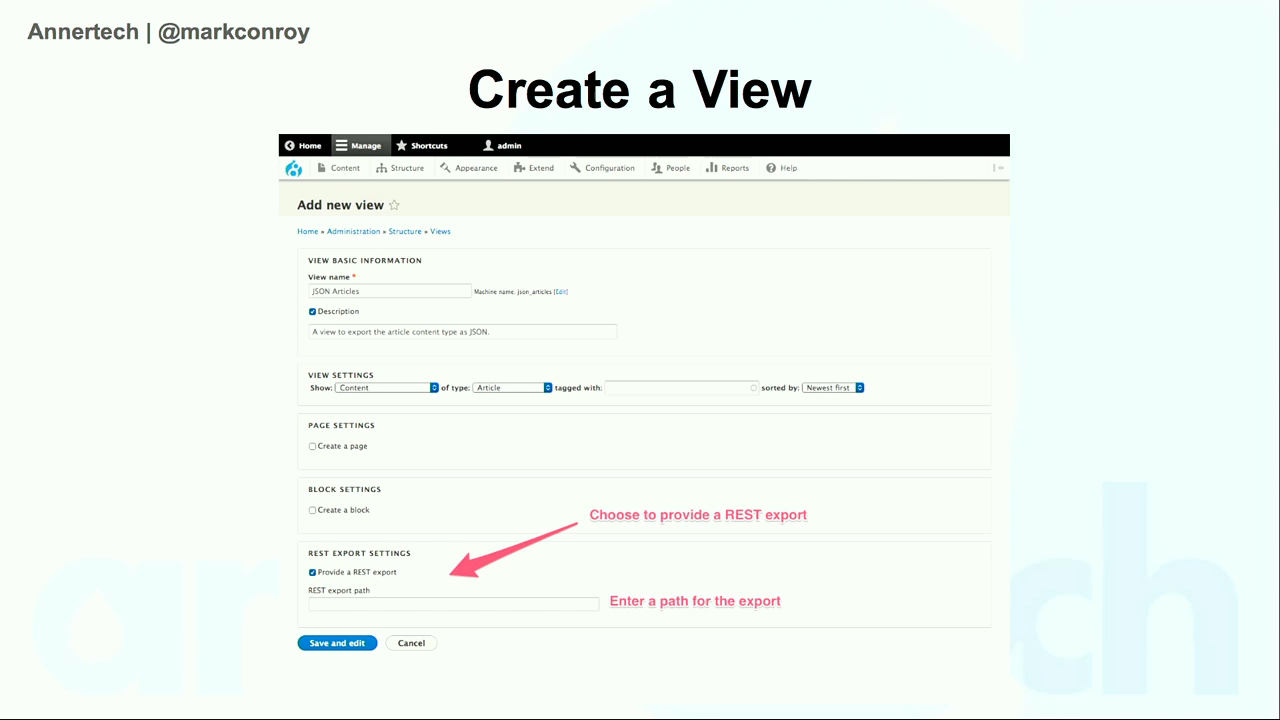 Annertech | @markconroy
Create a View
Home Manage Shortcuts admin
Content Structure Appearance Extend Configuration People Reports Help
Add new view
Home » Administration » Structure » Views
VIEW BASIC INFORMATION
View name *
JSON Articles Machine name: json_articles [Edit]
Description
A view to export the article content type as JSON.
VIEW SETTINGS
Show: Content of type: Article tagged with: sorted by: Newest first
PAGE SETTINGS
Create a page
BLOCK SETTINGS
Create a block
Choose to provide a REST export
REST EXPORT SETTINGS
Provide a REST export
REST export path
Enter a path for the export
Save and edit Cancel